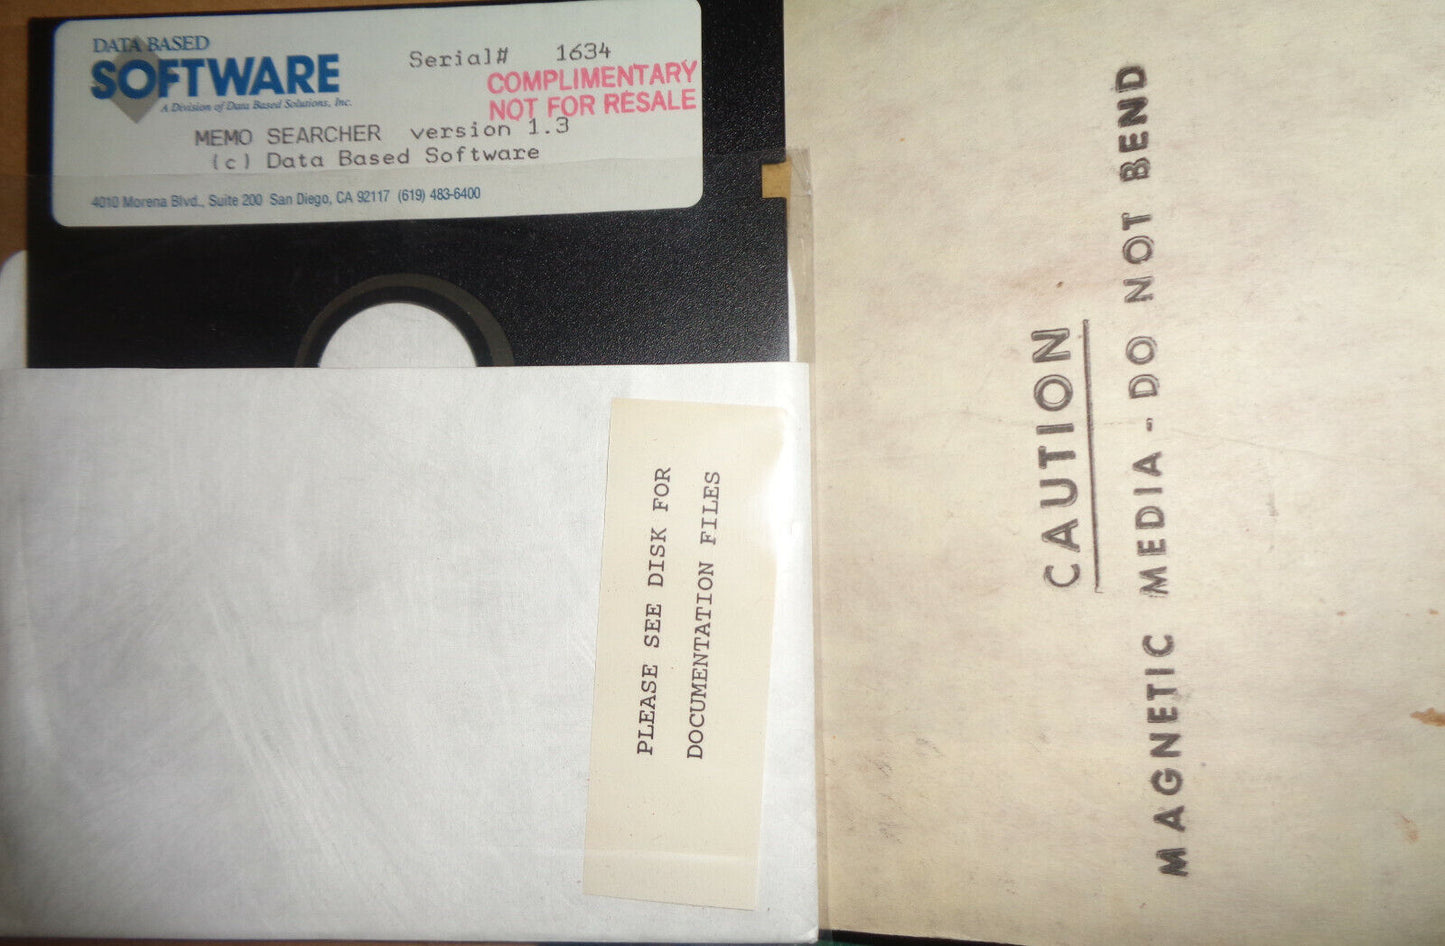 DATA BASED
SOFTWARE
A Division of Data Based Solutions, Inc.
Serial# 1634
COMPLIMENTARY
NOT FOR RESALE
MEMO SEARCHER version 1.3
(c) Data Based Software
4010 Morena Blvd., Suite 200 San Diego, CA 92117 (619) 483-6400
PLEASE SEE DISK FOR
DOCUMENTATION FILES
CAUTION
MAGNETIC MEDIA - DO NOT BEND